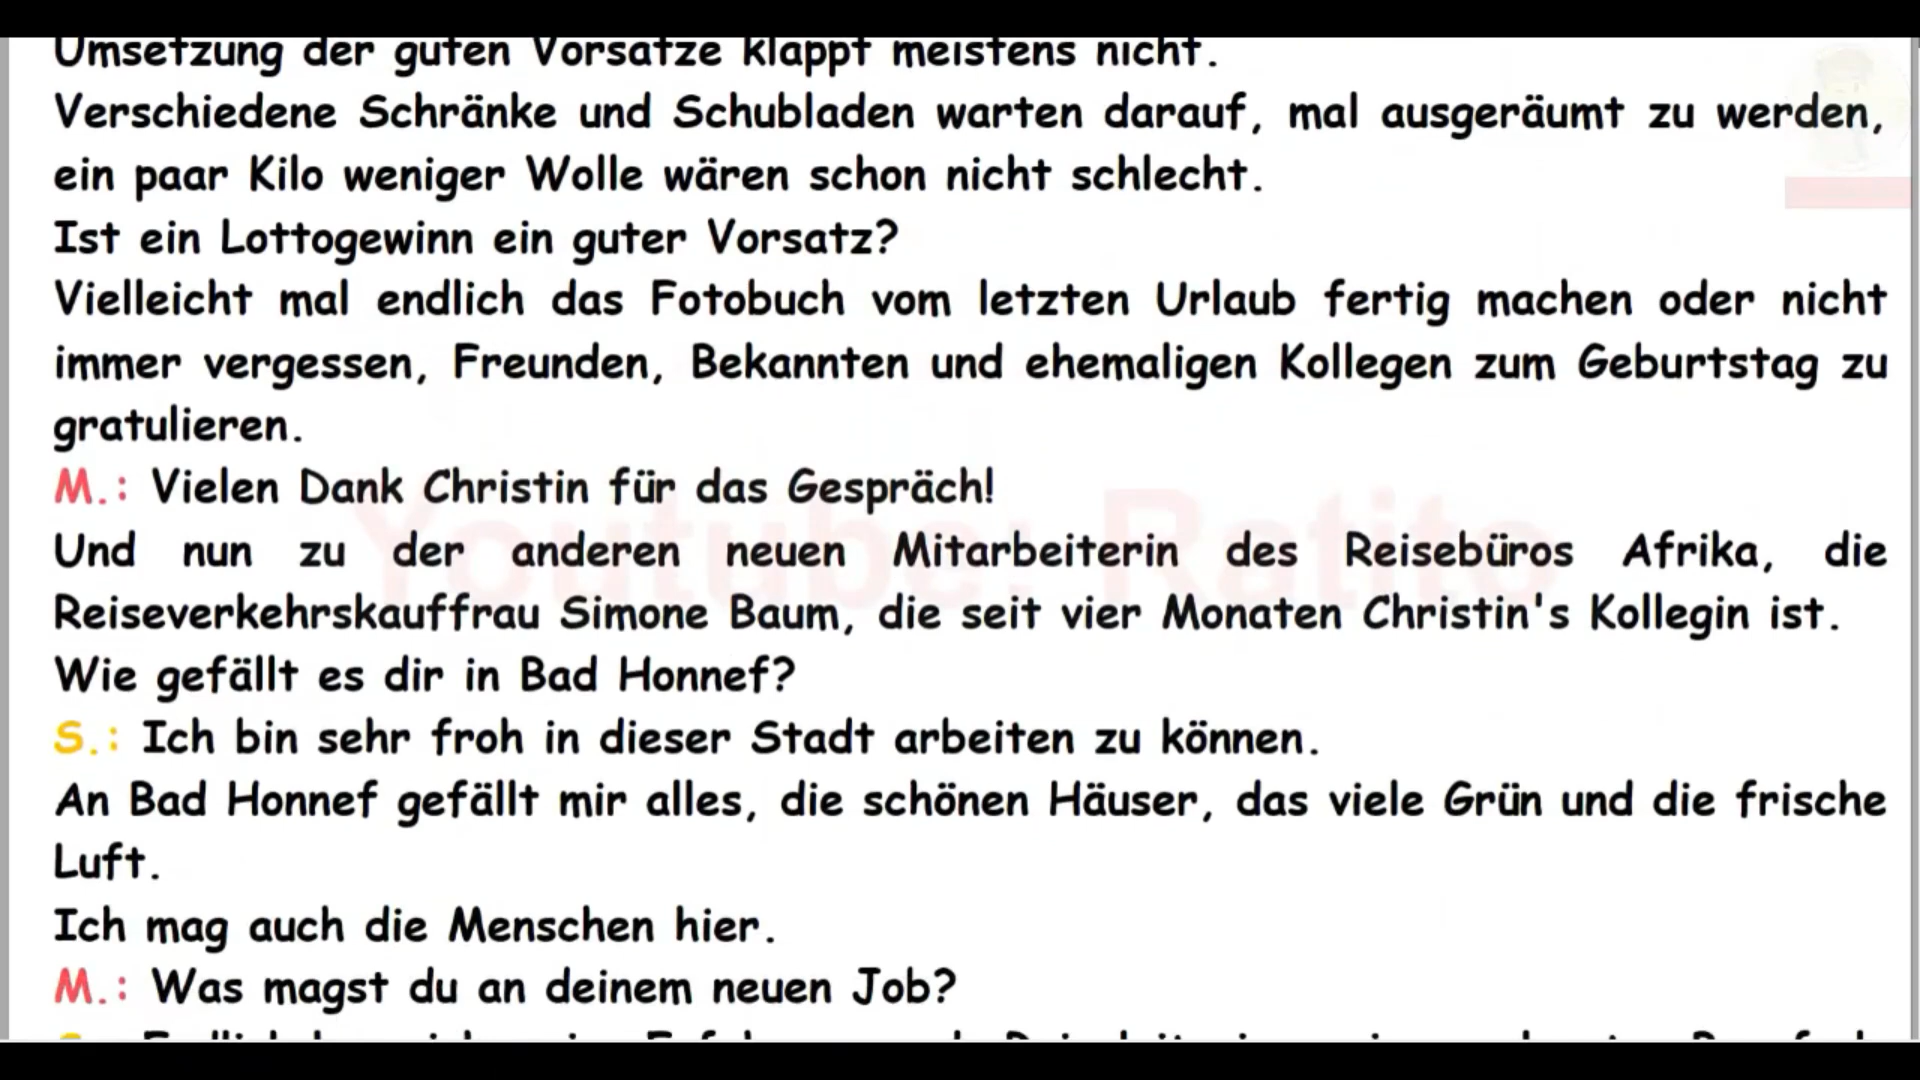 Umsetzung der guten Vorsätze klappt meistens nicht.
Verschiedene Schränke und Schubladen warten darauf, mal ausgeräumt zu werden,
ein paar Kilo weniger Wolle wären schon nicht schlecht.
Ist ein Lottogewinn ein guter Vorsatz?
Vielleicht mal endlich das Fotobuch vom letzten Urlaub fertig machen oder nicht
immer vergessen, Freunden, Bekannten und ehemaligen Kollegen zum Geburtstag zu
gratulieren.
M.: Vielen Dank Christin für das Gespräch!
Und nun zu der anderen neuen Mitarbeiterin des Reisebüros Afrika, die
Reiseverkehrskauffrau Simone Baum, die seit vier Monaten Christin's Kollegin ist.
Wie gefällt es dir in Bad Honnef?
S.: Ich bin sehr froh in dieser Stadt arbeiten zu können.
An Bad Honnef gefällt mir alles, die schönen Häuser, das viele Grün und die frische
Luft.
Ich mag auch die Menschen hier.
M.: Was magst du an deinem neuen Job?
Youtube: Ratito